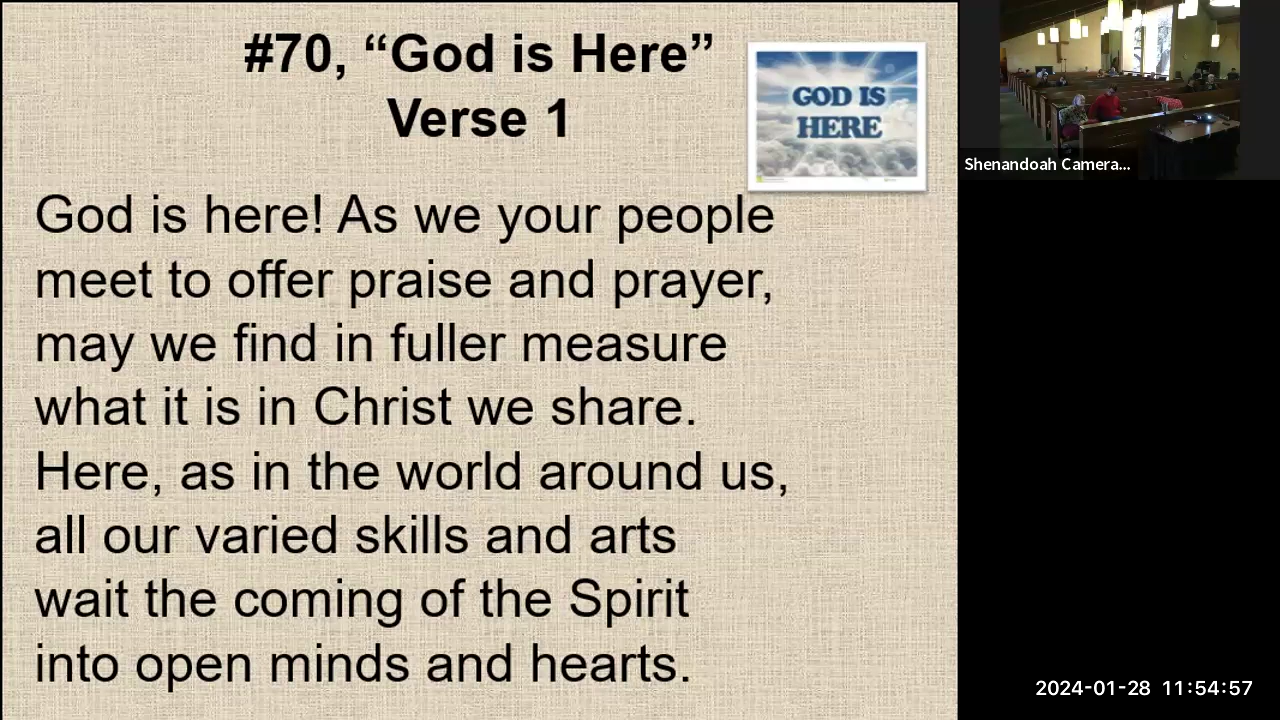 #70, “God is Here”
Verse 1
GOD IS
HERE
God is here! As we your people
meet to offer praise and prayer,
may we find in fuller measure
what it is in Christ we share.
Here, as in the world around us,
all our varied skills and arts
wait the coming of the Spirit
into open minds and hearts.
Shenandoah Camera...
2024-01-28 11:54:57